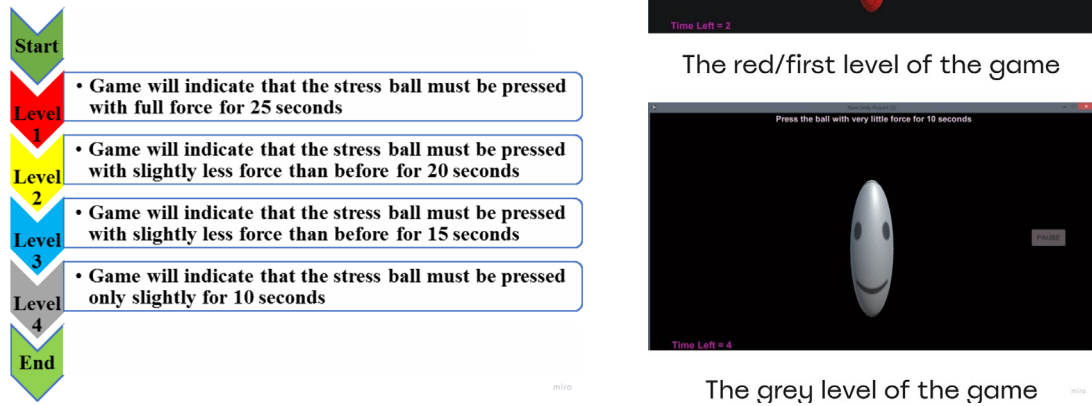 Start
Level
1
• Game will indicate that the stress ball must be pressed
with full force for 25 seconds
Level
2
• Game will indicate that the stress ball must be pressed
with slightly less force than before for 20 seconds
Level
3
• Game will indicate that the stress ball must be pressed
with slightly less force than before for 15 seconds
Level
4
• Game will indicate that the stress ball must be pressed
only slightly for 10 seconds
End
miro
Time Left = 2
The red/first level of the game
Press the ball with very little force for 10 seconds
PAUSE
Time Left = 4
The grey level of the game
miro